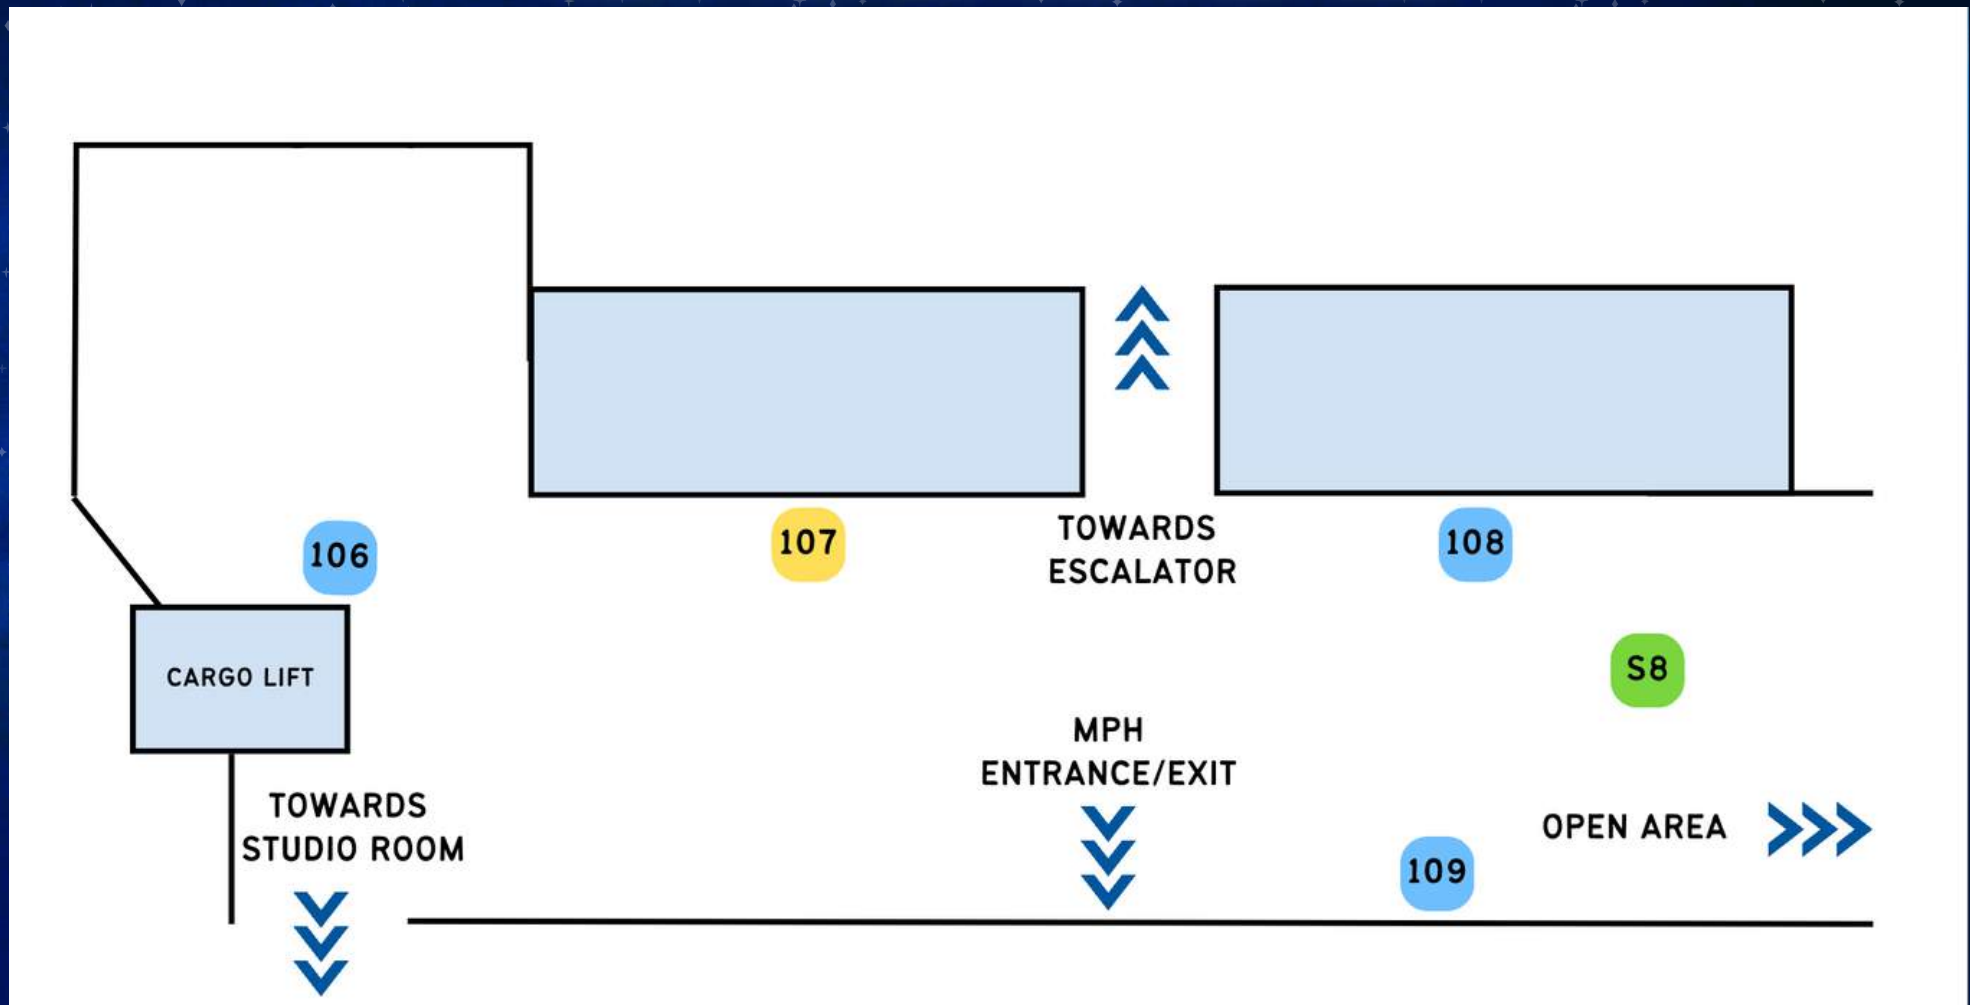 106
107
TOWARDS
ESCALATOR
108
CARGO LIFT
S8
MPH
ENTRANCE/EXIT
TOWARDS
STUDIO ROOM
OPEN AREA
109